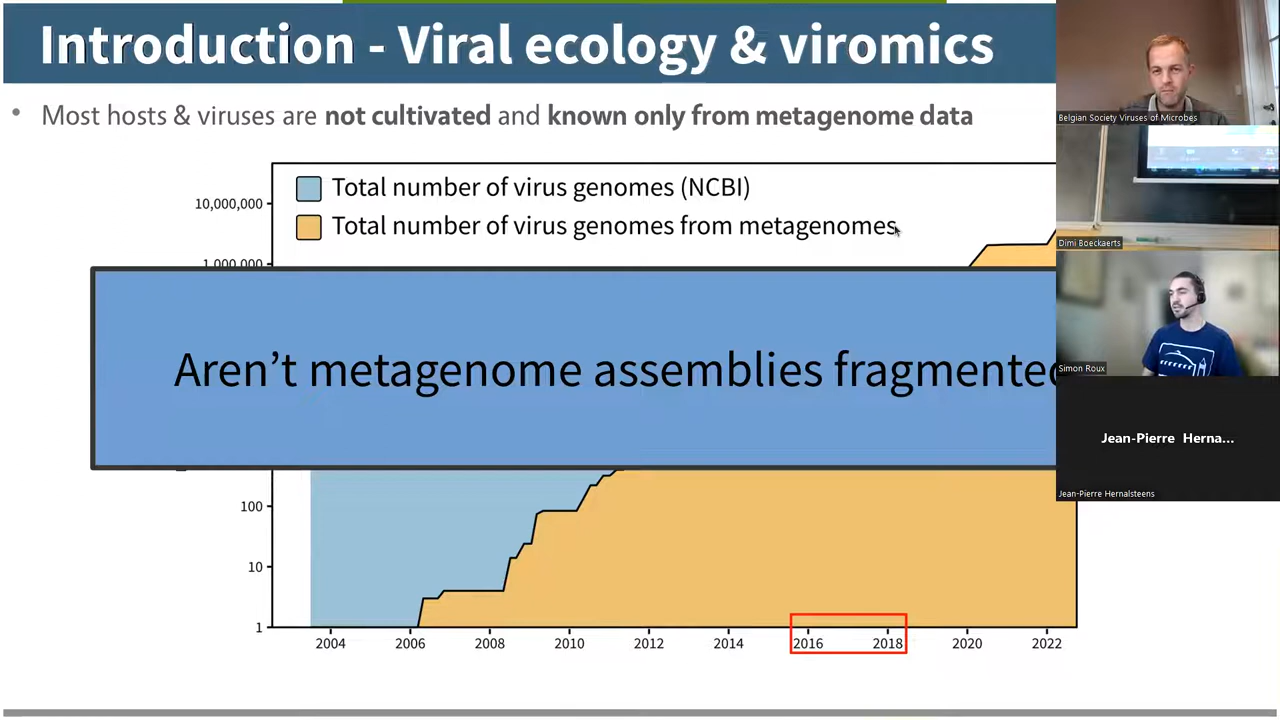 Introduction - Viral ecology & viromics
• Most hosts & viruses are not cultivated and known only from metagenome data
Total number of virus genomes (NCBI)
Total number of virus genomes from metagenomes
10,000,000
1,000,000
Aren’t metagenome assemblies fragmented
100
10
1
2004 2006 2008 2010 2012 2014 2016 2018 2020 2022
Belgian Society Viruses of Microbes
Dimi Boeckaerts
Simon Roux
Jean-Pierre Herna...
Jean-Pierre Hernalsteens